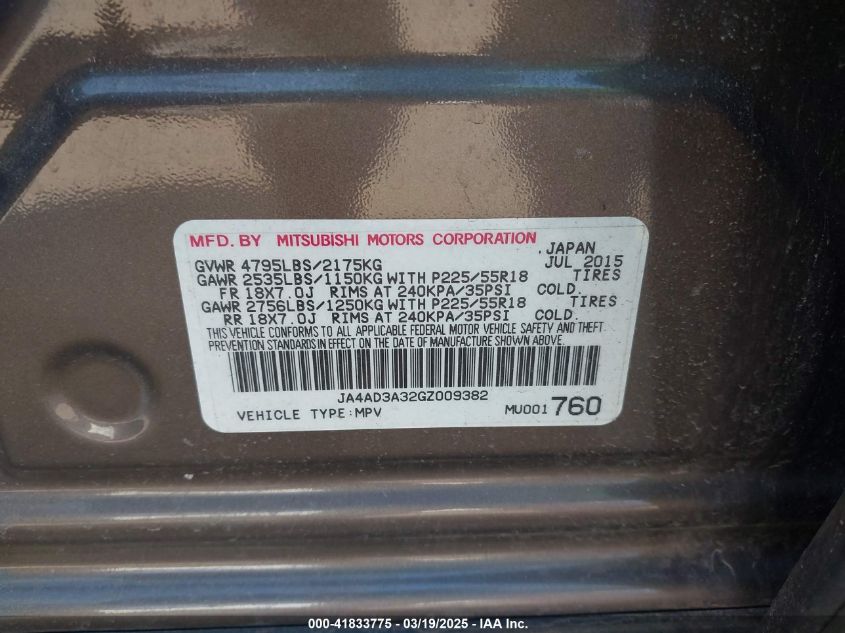 MFD. BY MITSUBISHI MOTORS CORPORATION JAPAN
GVWR 4795LBS/2175KG JUL 2015
GAWR 2535LBS/1150KG WITH P225/55R18 TIRES
FR 18X7.0J RIMS AT 240KPA/35PSI COLD.
GAWR 2756LBS/1250KG WITH P225/55R18 TIRES
RR 18X7.0J RIMS AT 240KPA/35PSI COLD.
THIS VEHICLE CONFORMS TO ALL APPLICABLE FEDERAL MOTOR VEHICLE SAFETY AND THEFT
PREVENTION STANDARDS IN EFFECT ON THE DATE OF MANUFACTURE SHOWN ABOVE.
JA4AD3A32GZ009382
VEHICLE TYPE:MPV MU001760
000-41833775 — 03/19/2025 — IAA Inc.